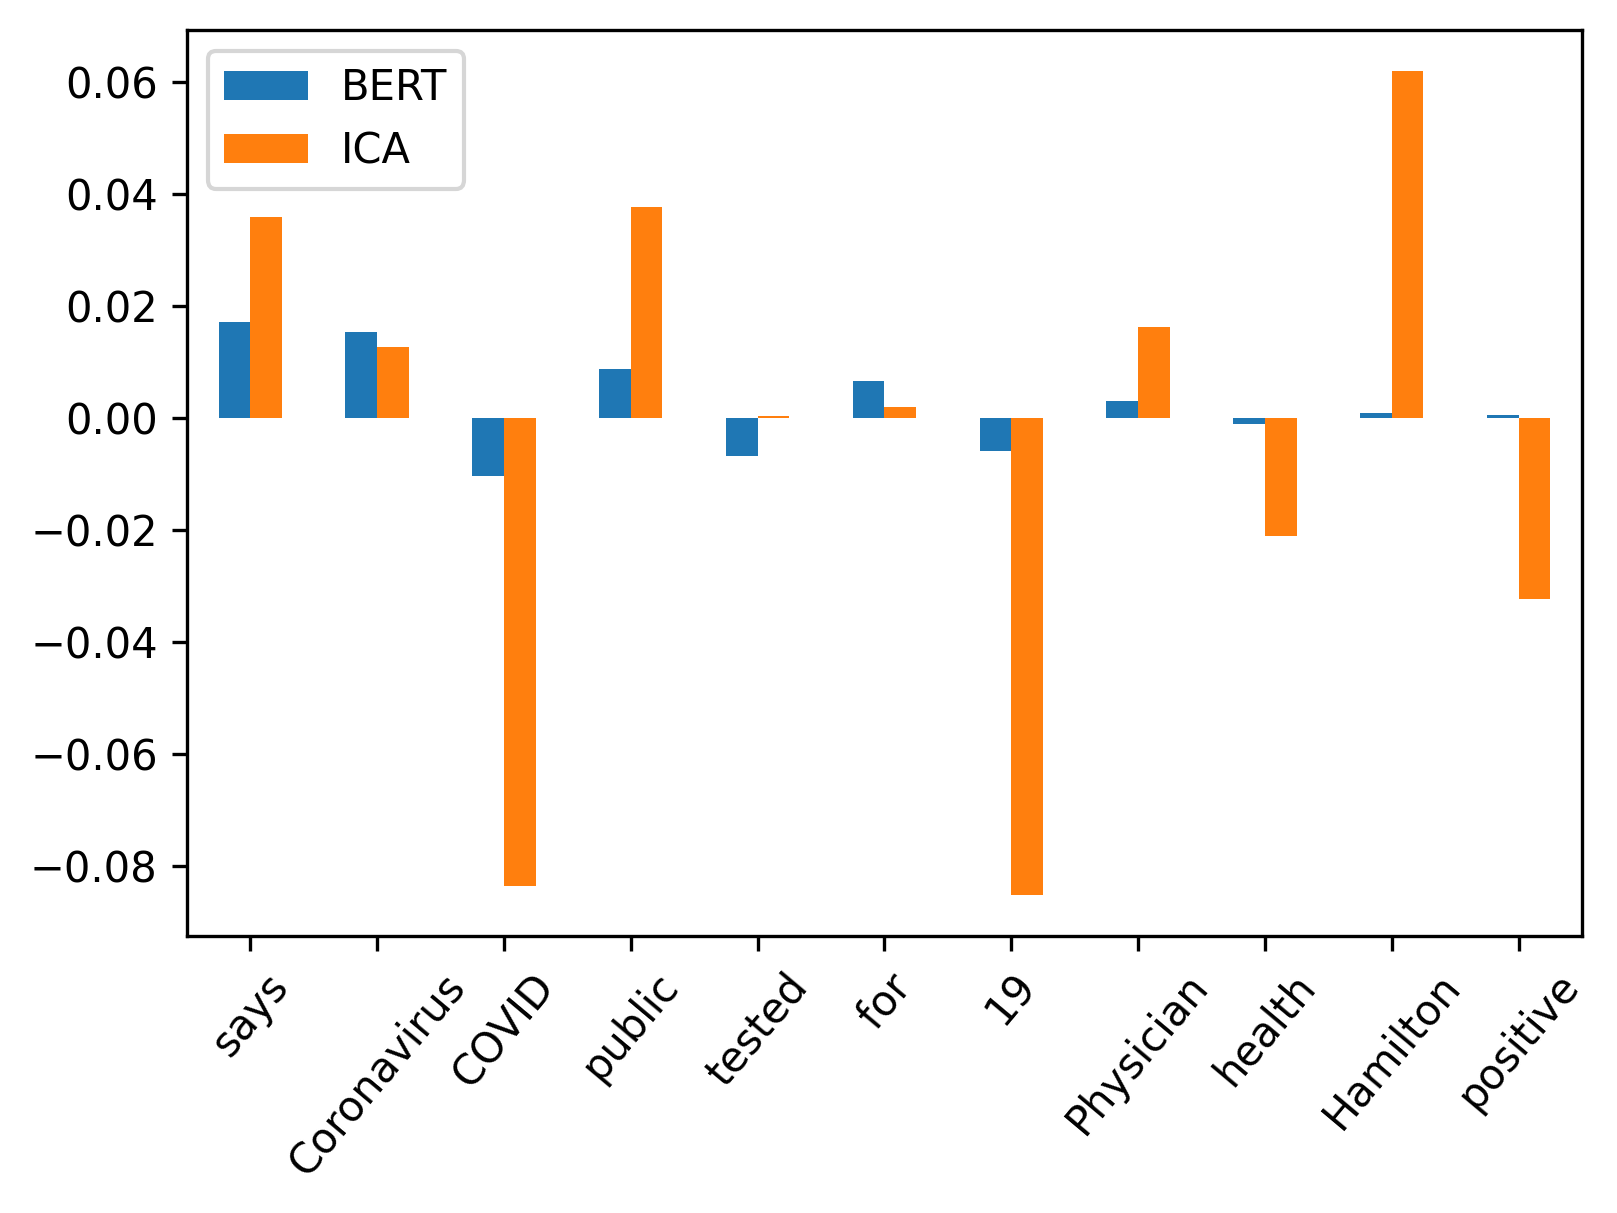 BERT
ICA
0.06
0.04
0.02
0.00
−0.02
−0.04
−0.06
−0.08
says
Coronavirus
COVID
public
tested
for
19
Physician
health
Hamilton
positive